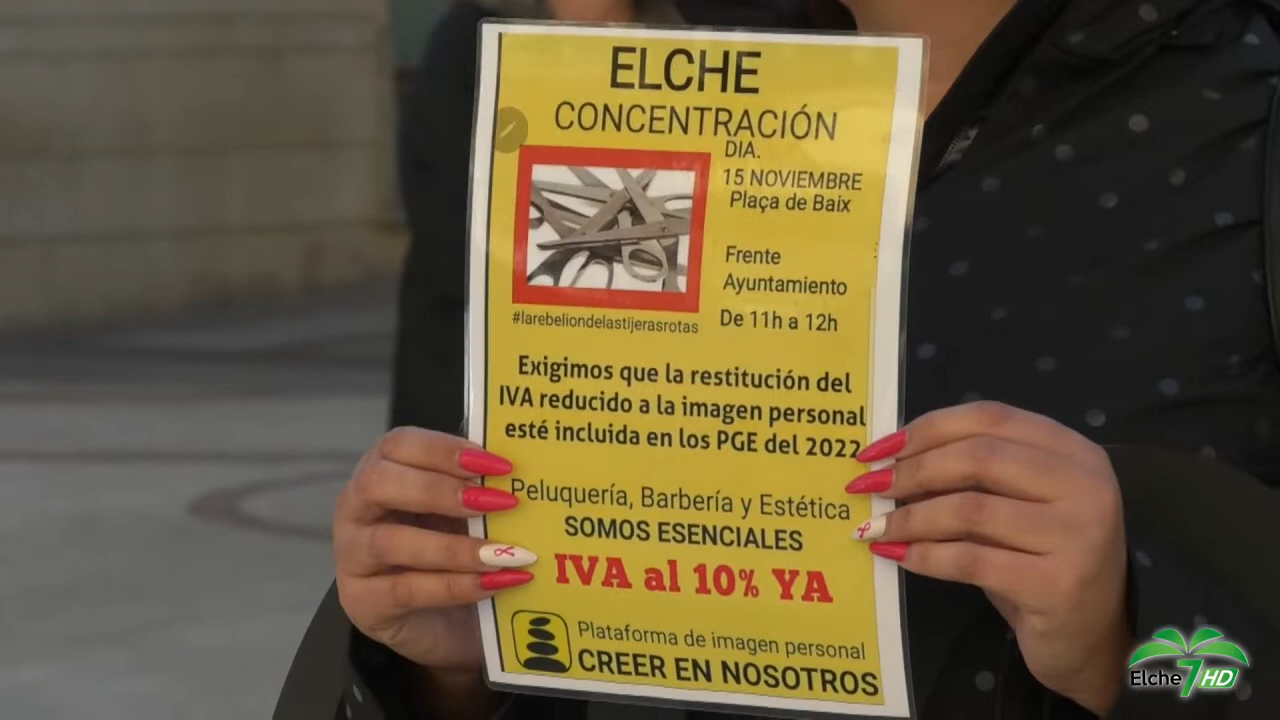 ELCHE
CONCENTRACIÓN
DIA.
15 NOVIEMBRE
Plaça de Baix
Frente
Ayuntamiento
De 11h a 12h
#larebeliondelastijerasrotas
Exigimos que la restitución del
IVA reducido a la imagen personal
esté incluida en los PGE del 2022
Peluquería, Barbería y Estética
SOMOS ESENCIALES
IVA al 10% YA
Plataforma de imagen personal
CREER EN NOSOTROS
Elche 7 HD